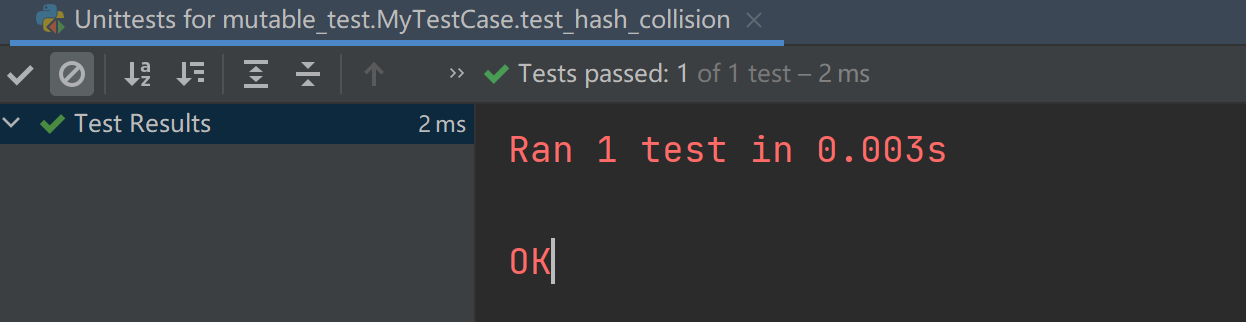 Unittests for mutable_test.MyTestCase.test_hash_collision
Tests passed: 1 of 1 test – 2 ms
Test Results 2 ms
Ran 1 test in 0.003s
OK